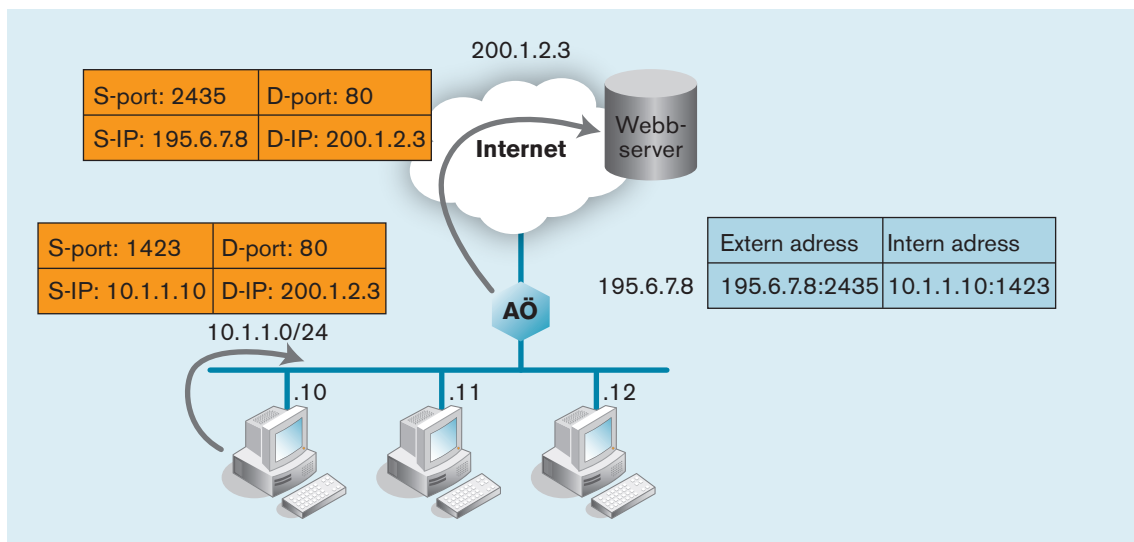 200.1.2.3
S-port: 2435 D-port: 80
S-IP: 195.6.7.8 D-IP: 200.1.2.3
Internet
Webb-
server
S-port: 1423 D-port: 80
S-IP: 10.1.1.10 D-IP: 200.1.2.3
195.6.7.8
Extern adress Intern adress
195.6.7.8:2435 10.1.1.10:1423
AÖ
10.1.1.0/24
.10 .11 .12